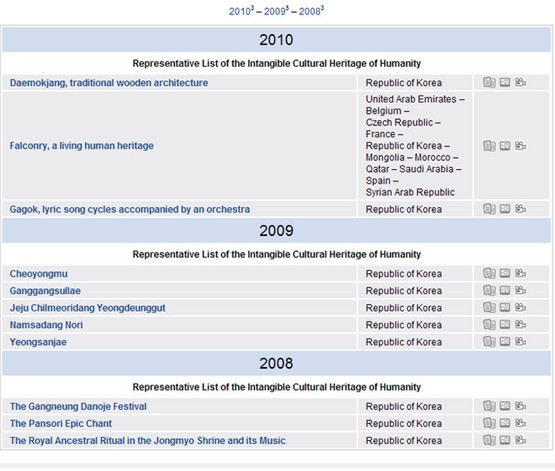 2010³ – 2009⁵ – 2008³
2010
Representative List of the Intangible Cultural Heritage of Humanity
Daemokjang, traditional wooden architecture Republic of Korea
Falconry, a living human heritage
United Arab Emirates –
Belgium –
Czech Republic –
France –
Republic of Korea –
Mongolia – Morocco –
Qatar – Saudi Arabia –
Spain –
Syrian Arab Republic
Gagok, lyric song cycles accompanied by an orchestra Republic of Korea
2009
Representative List of the Intangible Cultural Heritage of Humanity
Cheoyongmu Republic of Korea
Ganggangsullae Republic of Korea
Jeju Chilmeoridang Yeongdeunggut Republic of Korea
Namsadang Nori Republic of Korea
Yeongsanjae Republic of Korea
2008
Representative List of the Intangible Cultural Heritage of Humanity
The Gangneung Danoje Festival Republic of Korea
The Pansori Epic Chant Republic of Korea
The Royal Ancestral Ritual in the Jongmyo Shrine and its Music Republic of Korea